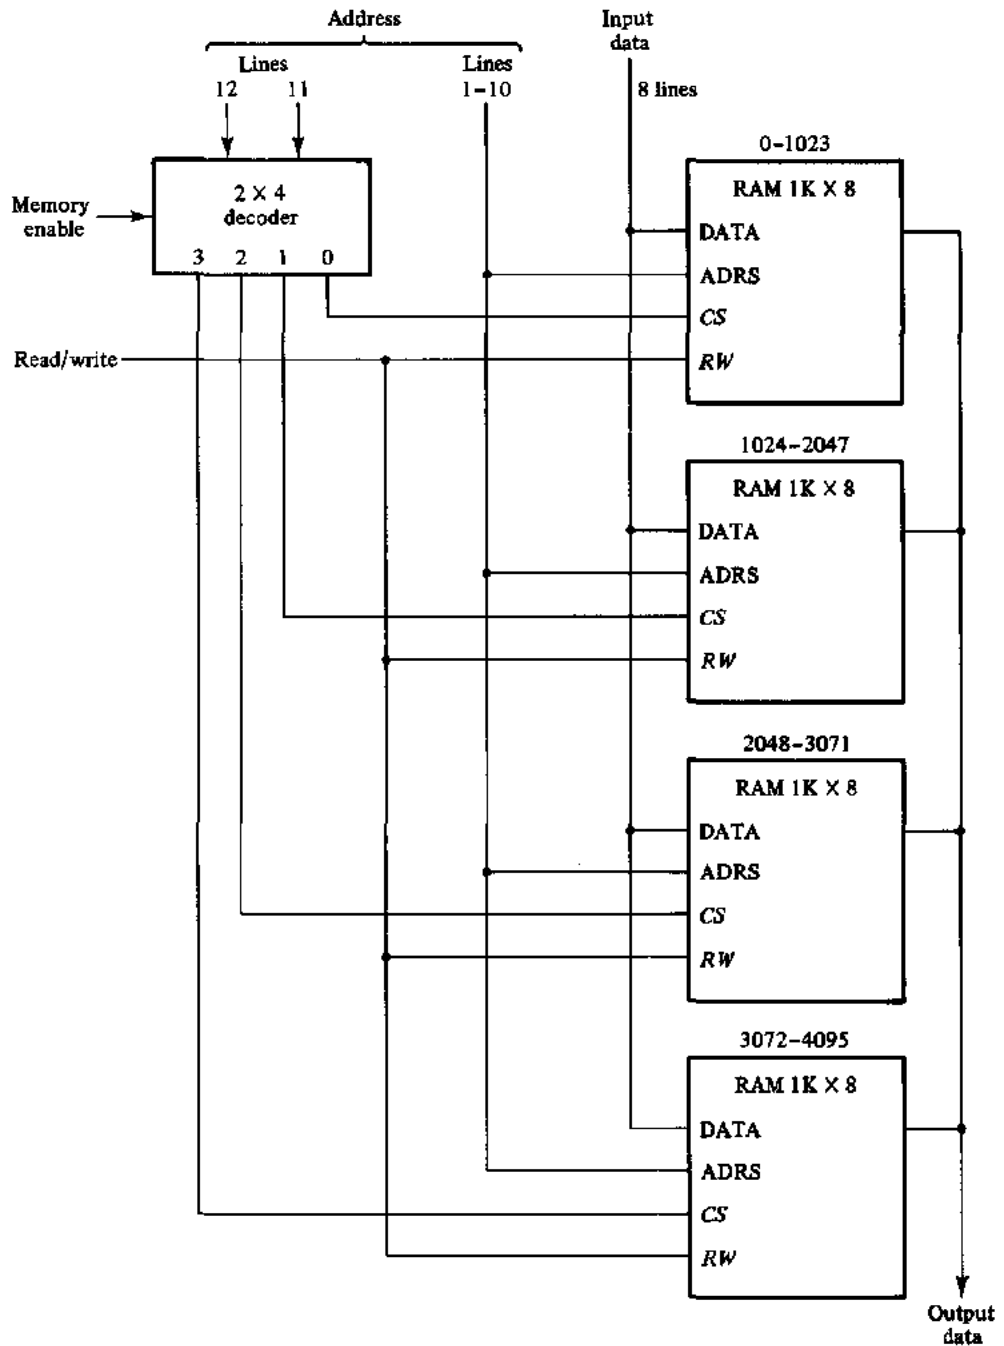 Address
Lines
12 11
Lines
1-10
Input
data
8 lines
Memory
enable
2 × 4
decoder
3 2 1 0
Read/write
0-1023
RAM 1K × 8
DATA
ADRS
CS
RW
1024-2047
RAM 1K × 8
DATA
ADRS
CS
RW
2048-3071
RAM 1K × 8
DATA
ADRS
CS
RW
3072-4095
RAM 1K × 8
DATA
ADRS
CS
RW
Output
data